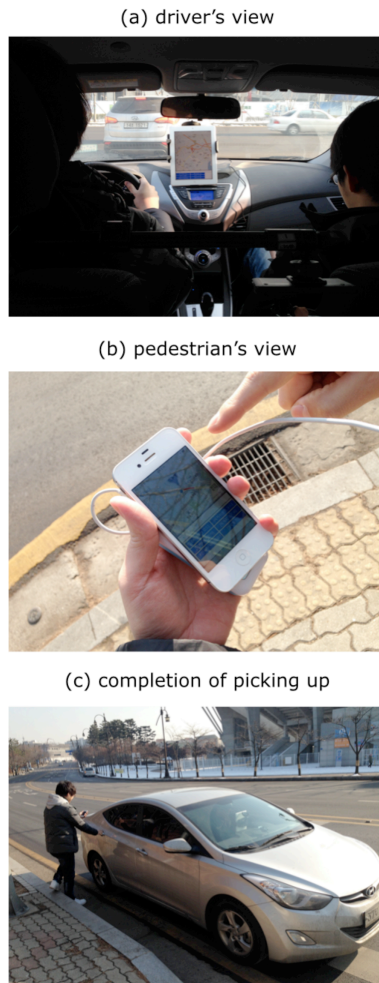 (a) driver's view
(b) pedestrian's view
(c) completion of picking up